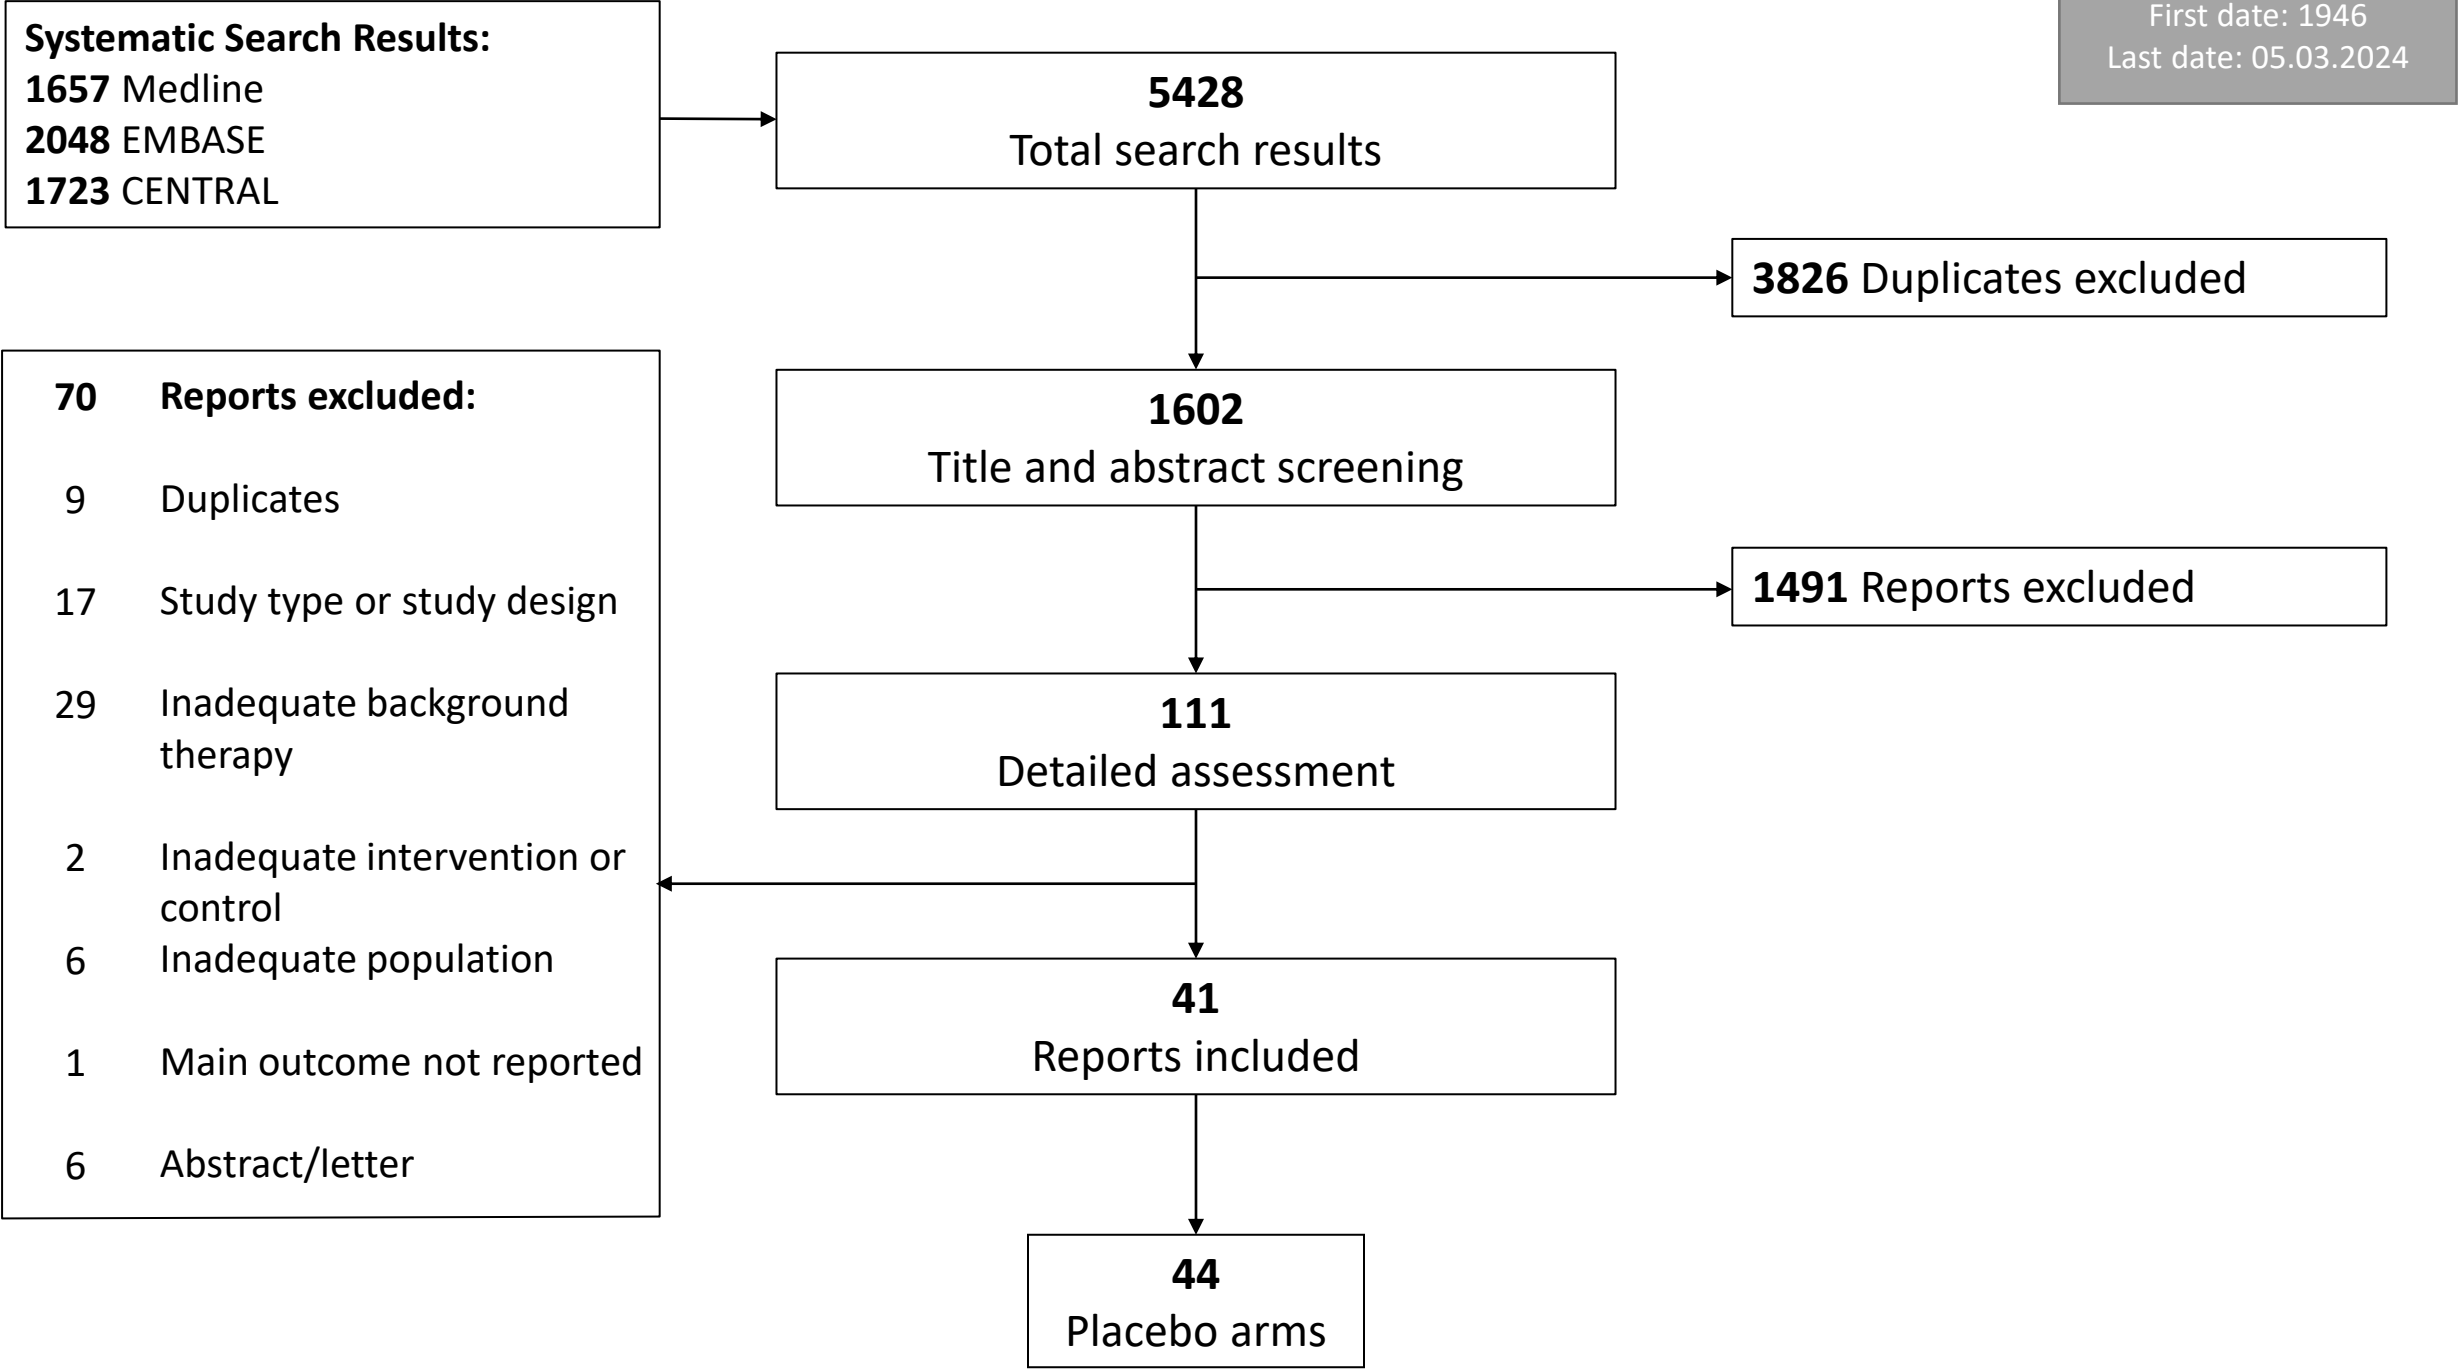 Systematic Search Results:
1657 Medline
2048 EMBASE
1723 CENTRAL
First date: 1946
Last date: 05.03.2024
5428
Total search results
3826 Duplicates excluded
1602
Title and abstract screening
1491 Reports excluded
111
Detailed assessment
70 Reports excluded:
9 Duplicates
17 Study type or study design
29 Inadequate background
therapy
2 Inadequate intervention or
control
6 Inadequate population
1 Main outcome not reported
6 Abstract/letter
41
Reports included
44
Placebo arms